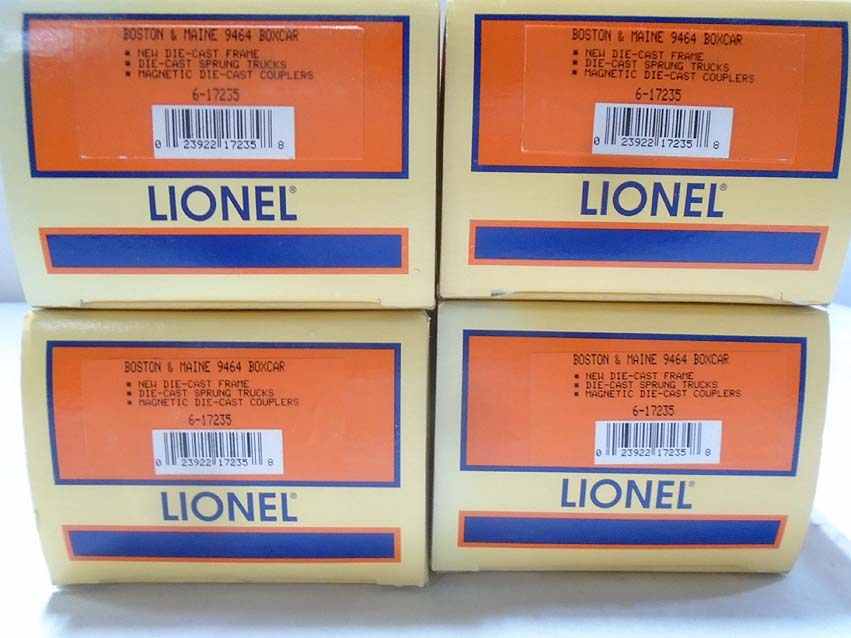 BOSTON & MAINE 9464 BOXCAR
▪ NEW DIE-CAST FRAME
▪ DIE-CAST SPRUNG TRUCKS
▪ MAGNETIC DIE-CAST COUPLERS
6-17235
0 23922 17235 8
LIONEL®
BOSTON & MAINE 9464 BOXCAR
▪ NEW DIE-CAST FRAME
▪ DIE-CAST SPRUNG TRUCKS
▪ MAGNETIC DIE-CAST COUPLERS
6-17235
0 23922 17235 8
LIONEL®
BOSTON & MAINE 9464 BOXCAR
▪ NEW DIE-CAST FRAME
▪ DIE-CAST SPRUNG TRUCKS
▪ MAGNETIC DIE-CAST COUPLERS
6-17235
0 23922 17235 8
LIONEL®
BOSTON & MAINE 9464 BOXCAR
▪ NEW DIE-CAST FRAME
▪ DIE-CAST SPRUNG TRUCKS
▪ MAGNETIC DIE-CAST COUPLERS
6-17235
0 23922 17235 8
LIONEL®